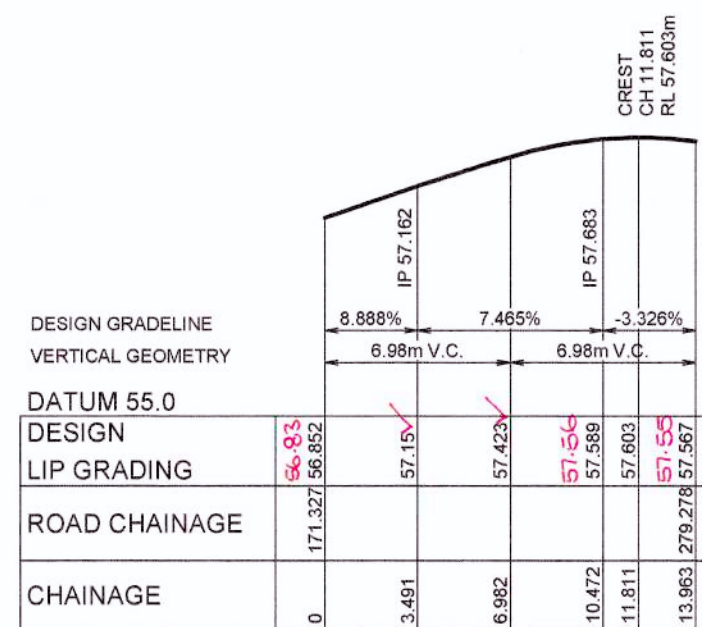 CREST
CH 11.811
RL 57.603m
IP 57.162
IP 57.683
DESIGN GRADELINE
8.888%
7.465%
-3.326%
VERTICAL GEOMETRY
6.98m V.C.
6.98m V.C.
DATUM 55.0
DESIGN
LIP GRADING
56.83
56.852
57.15
57.423
57.56
57.589
57.603
57.55
57.567
ROAD CHAINAGE
171.327
279.278
CHAINAGE
0
3.491
6.982
10.472
11.811
13.963